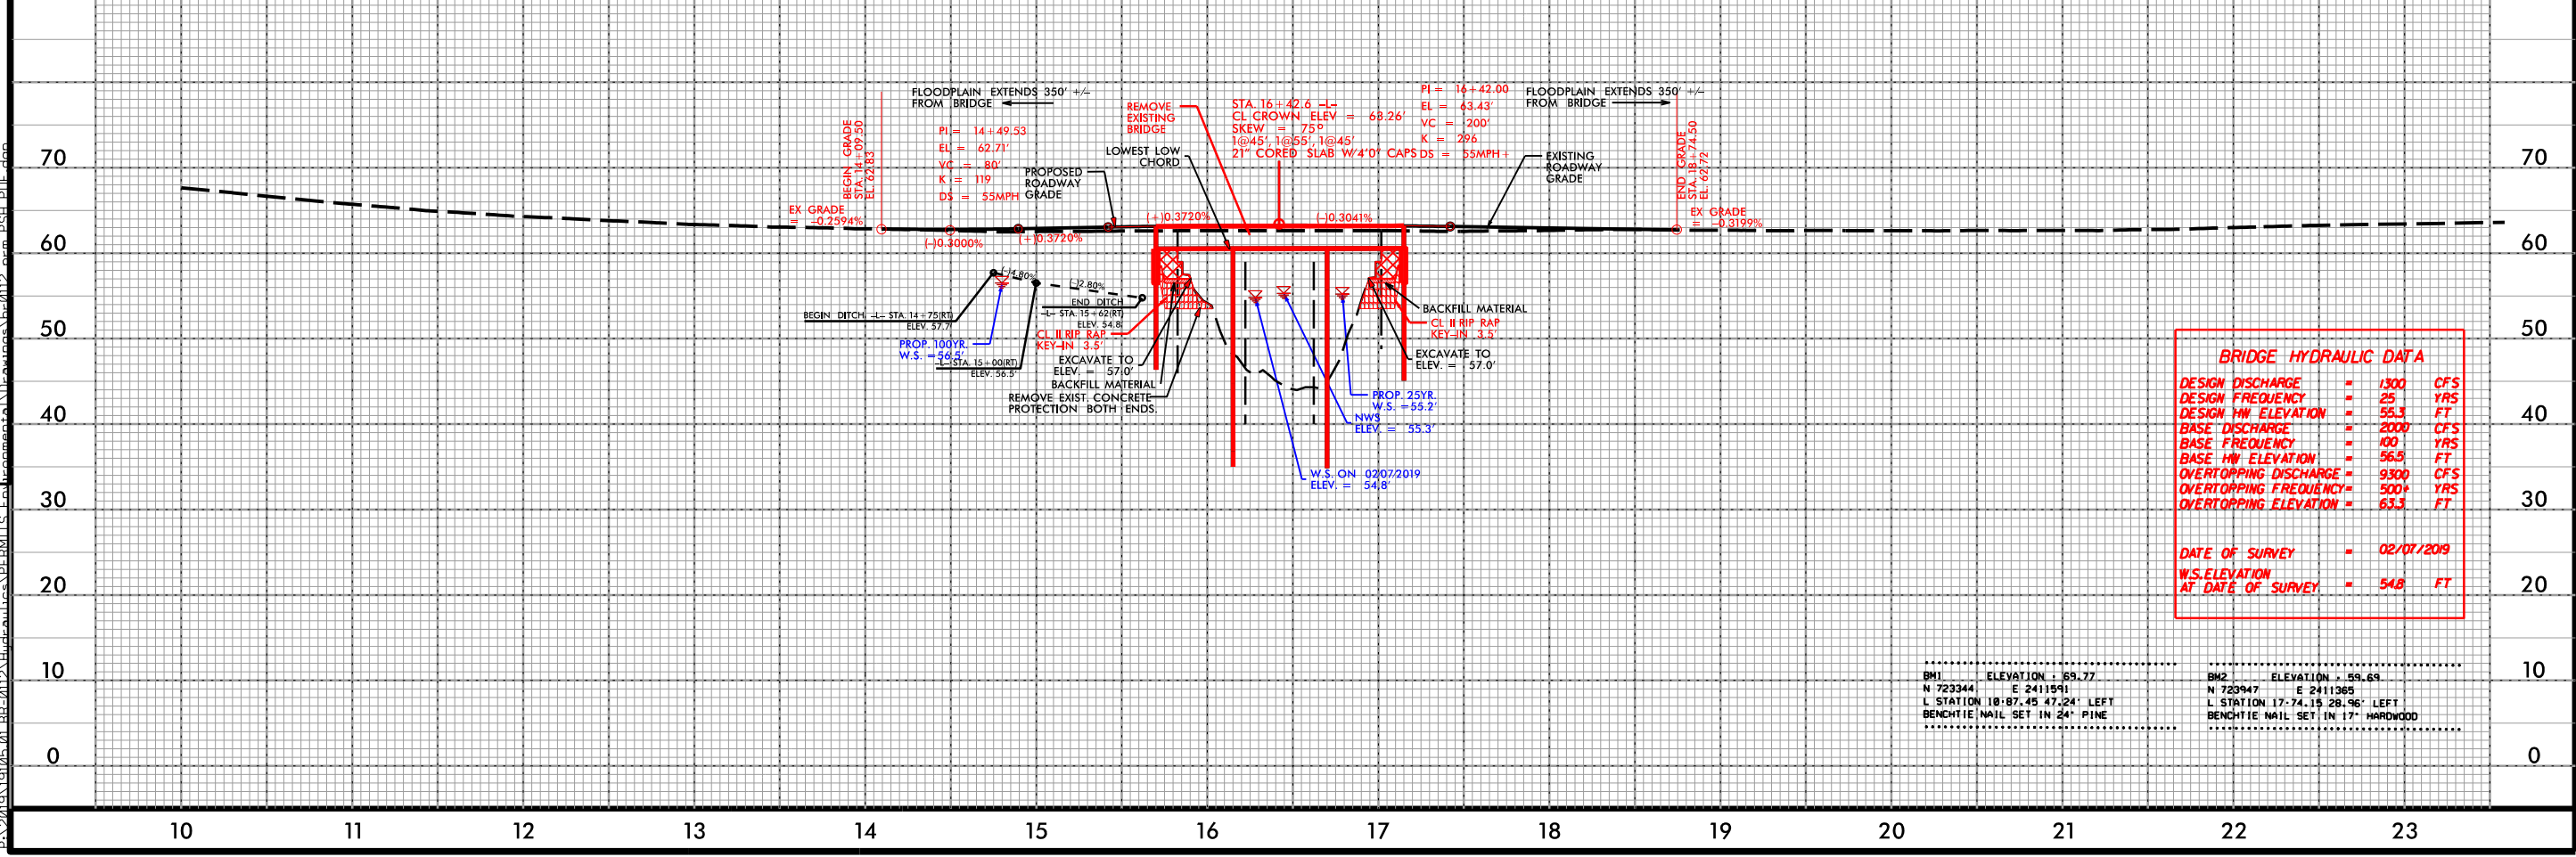 FLOODPLAIN EXTENDS 350' +/-
FROM BRIDGE
BEGIN GRADE
STA. 14+09.50
EL. 62.83
PI = 14+49.53
EL = 62.71'
VC = 80'
K = 119
DS = 55MPH
PROPOSED
ROADWAY
GRADE
REMOVE
EXISTING
BRIDGE
LOWEST LOW
CHORD
STA. 16+42.6 -L-
CL CROWN ELEV = 63.26'
SKEW = 75°
1@45', 1@55', 1@45'
21" CORED SLAB W/4'0" CAPS
PI = 16+42.00
EL = 63.43'
VC = 200'
K = 296
DS = 55MPH+
FLOODPLAIN EXTENDS 350' +/-
FROM BRIDGE
EXISTING
ROADWAY
GRADE
END GRADE
STA. 18+74.50
EL. 62.72
EX GRADE
= -0.2594%
(-)0.3000%
(+)0.3720%
(+)0.3720%
(-)0.3041%
EX GRADE
= -0.3199%
(-)4.80%
(-)2.80%
BEGIN DITCH -L- STA. 14+75(RT)
ELEV. 57.7'
END DITCH
-L- STA. 15+62(RT)
ELEV. 54.8'
PROP. 100YR.
W.S. =56.5'
-L- STA. 15+00(RT)
ELEV. 56.5'
CL II RIP RAP
KEY-IN 3.5'
EXCAVATE TO
ELEV. = 57.0'
BACKFILL MATERIAL
REMOVE EXIST. CONCRETE
PROTECTION BOTH ENDS.
BACKFILL MATERIAL
CL II RIP RAP
KEY-IN 3.5'
EXCAVATE TO
ELEV. = 57.0'
PROP. 25YR.
W.S. =55.2'
NWS
ELEV. = 55.3'
W.S. ON 02/07/2019
ELEV. = 54.8'
BRIDGE HYDRAULIC DATA
DESIGN DISCHARGE = 1300 CFS
DESIGN FREQUENCY = 25 YRS
DESIGN HW ELEVATION = 55.3 FT
BASE DISCHARGE = 2000 CFS
BASE FREQUENCY = 100 YRS
BASE HW ELEVATION = 56.5 FT
OVERTOPPING DISCHARGE = 9300 CFS
OVERTOPPING FREQUENCY = 500+ YRS
OVERTOPPING ELEVATION = 63.3 FT
DATE OF SURVEY = 02/07/2019
W.S.ELEVATION
AT DATE OF SURVEY = 54.8 FT
BM1 ELEVATION = 69.77
N 723344 E 2411591
L STATION 10+87.45 47.24' LEFT
BENCHTIE NAIL SET IN 24" PINE
BM2 ELEVATION = 59.69
N 723947 E 2411365
L STATION 17+74.15 28.96' LEFT
BENCHTIE NAIL SET IN 17" HARDWOOD
70 70
60 60
50 50
40 40
30 30
20 20
10 10
0 0
10 11 12 13 14 15 16 17 18 19 20 21 22 23